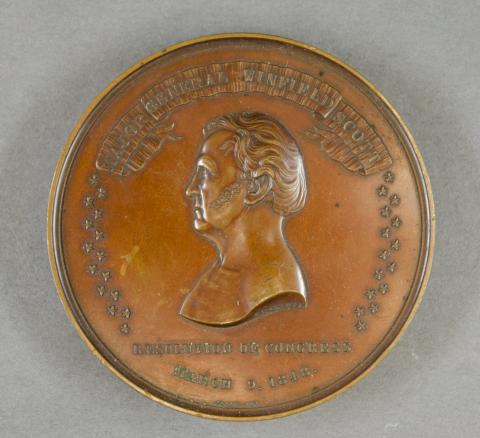 MAJOR GENERAL WINFIELD SCOTT
RESOLUTION OF CONGRESS
MARCH 9, 1848.